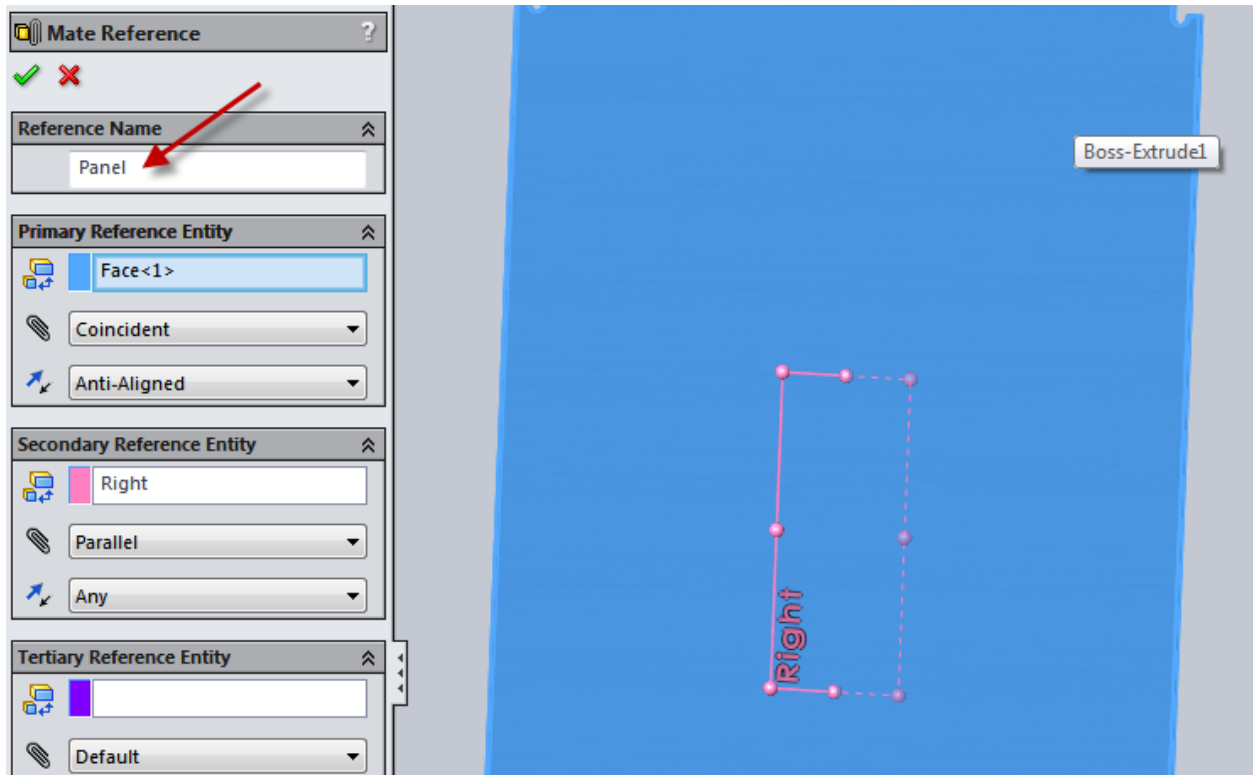 Mate Reference
?
Reference Name
Panel
Primary Reference Entity
Face<1>
Coincident
Anti-Aligned
Secondary Reference Entity
Right
Parallel
Any
Tertiary Reference Entity
Default
Boss-Extrude1
Right